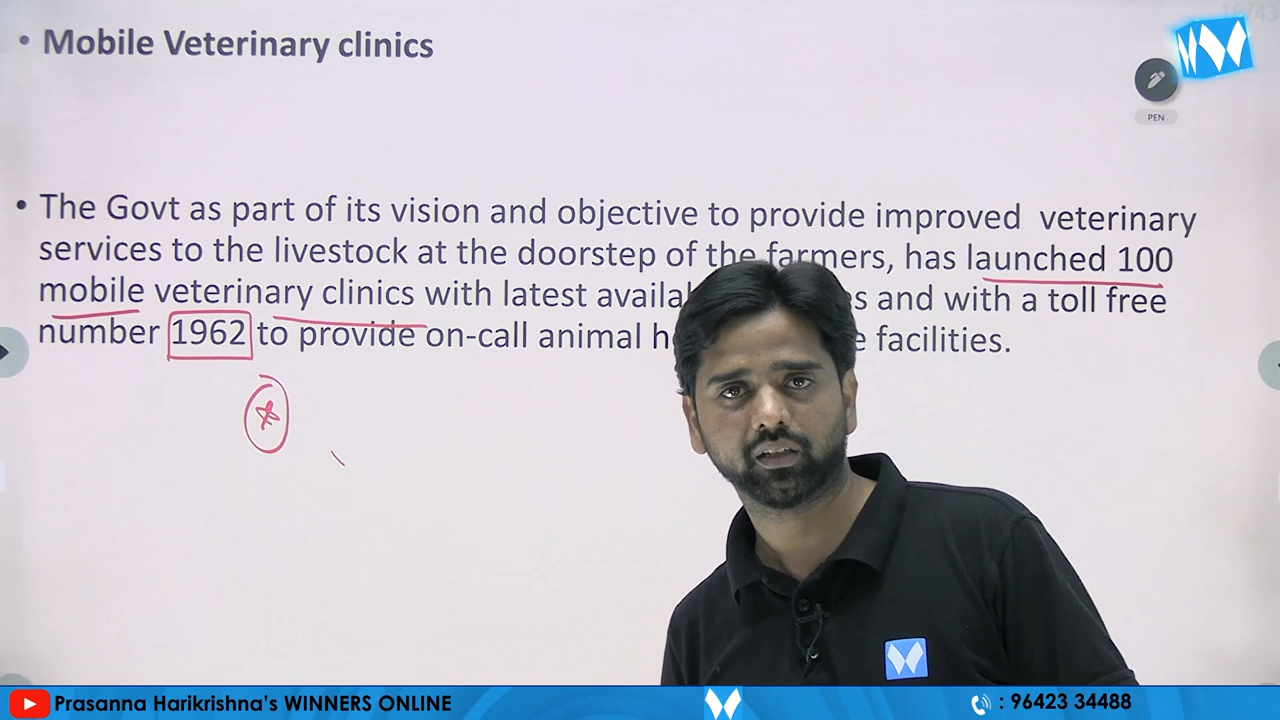 • Mobile Veterinary clinics
PEN
• The Govt as part of its vision and objective to provide improved veterinary
services to the livestock at the doorstep of the farmers, has launched 100
mobile veterinary clinics with latest and with a toll free
number 1962 to provide on-call animal facilities.
Prasanna Harikrishna's WINNERS ONLINE
: 96423 34488